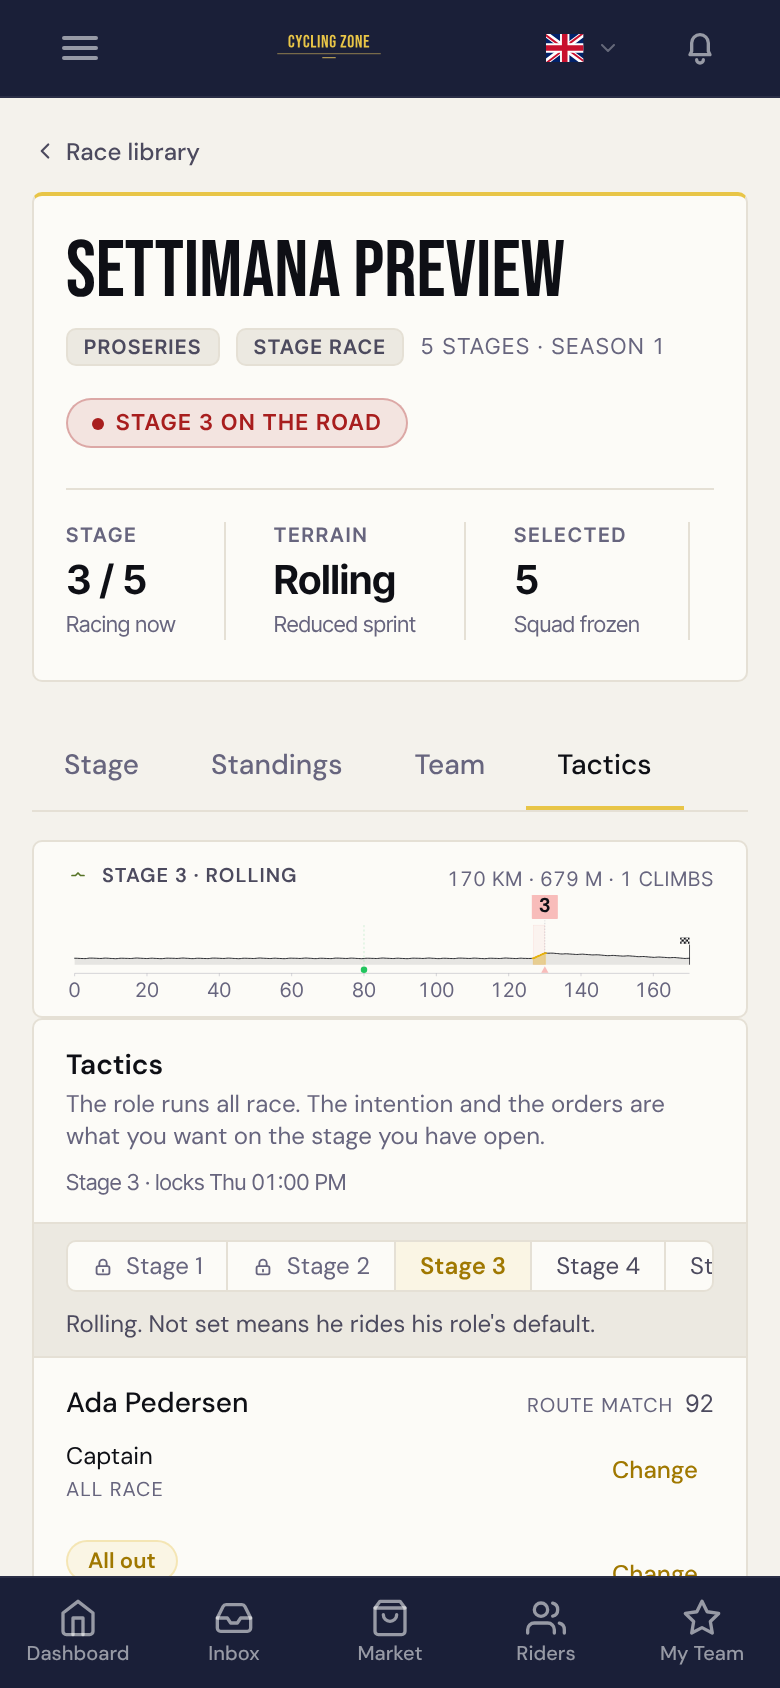 CYCLING ZONE
Race library
SETTIMANA PREVIEW
PROSERIES STAGE RACE 5 STAGES · SEASON 1
STAGE 3 ON THE ROAD
STAGE TERRAIN SELECTED
3 / 5 Rolling 5
Racing now Reduced sprint Squad frozen
Stage Standings Team Tactics
STAGE 3 · ROLLING 170 KM · 679 M · 1 CLIMBS
3
0 20 40 60 80 100 120 140 160
Tactics
The role runs all race. The intention and the orders are
what you want on the stage you have open.
Stage 3 · locks Thu 01:00 PM
Stage 1 Stage 2 Stage 3 Stage 4 St
Rolling. Not set means he rides his role's default.
Ada Pedersen ROUTE MATCH 92
Captain
ALL RACE
Change
All out
Change
Dashboard Inbox Market Riders My Team